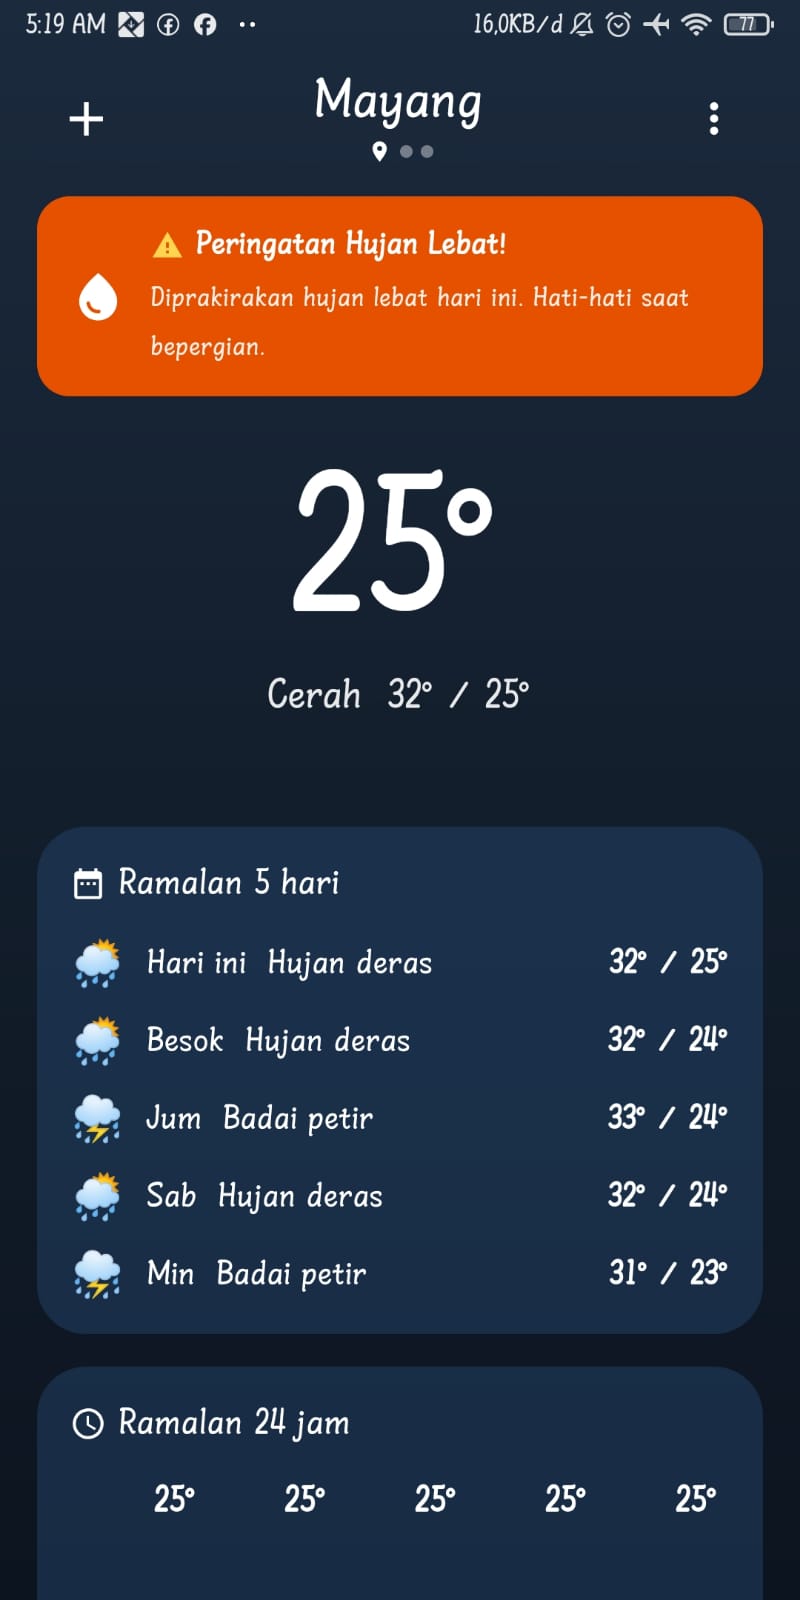 5:19 AM 16,0KB/d 77
Mayang
Peringatan Hujan Lebat!
Diprakirakan hujan lebat hari ini. Hati-hati saat
bepergian.
25°
Cerah 32° / 25°
Ramalan 5 hari
Hari ini Hujan deras 32° / 25°
Besok Hujan deras 32° / 24°
Jum Badai petir 33° / 24°
Sab Hujan deras 32° / 24°
Min Badai petir 31° / 23°
Ramalan 24 jam
25° 25° 25° 25° 25°